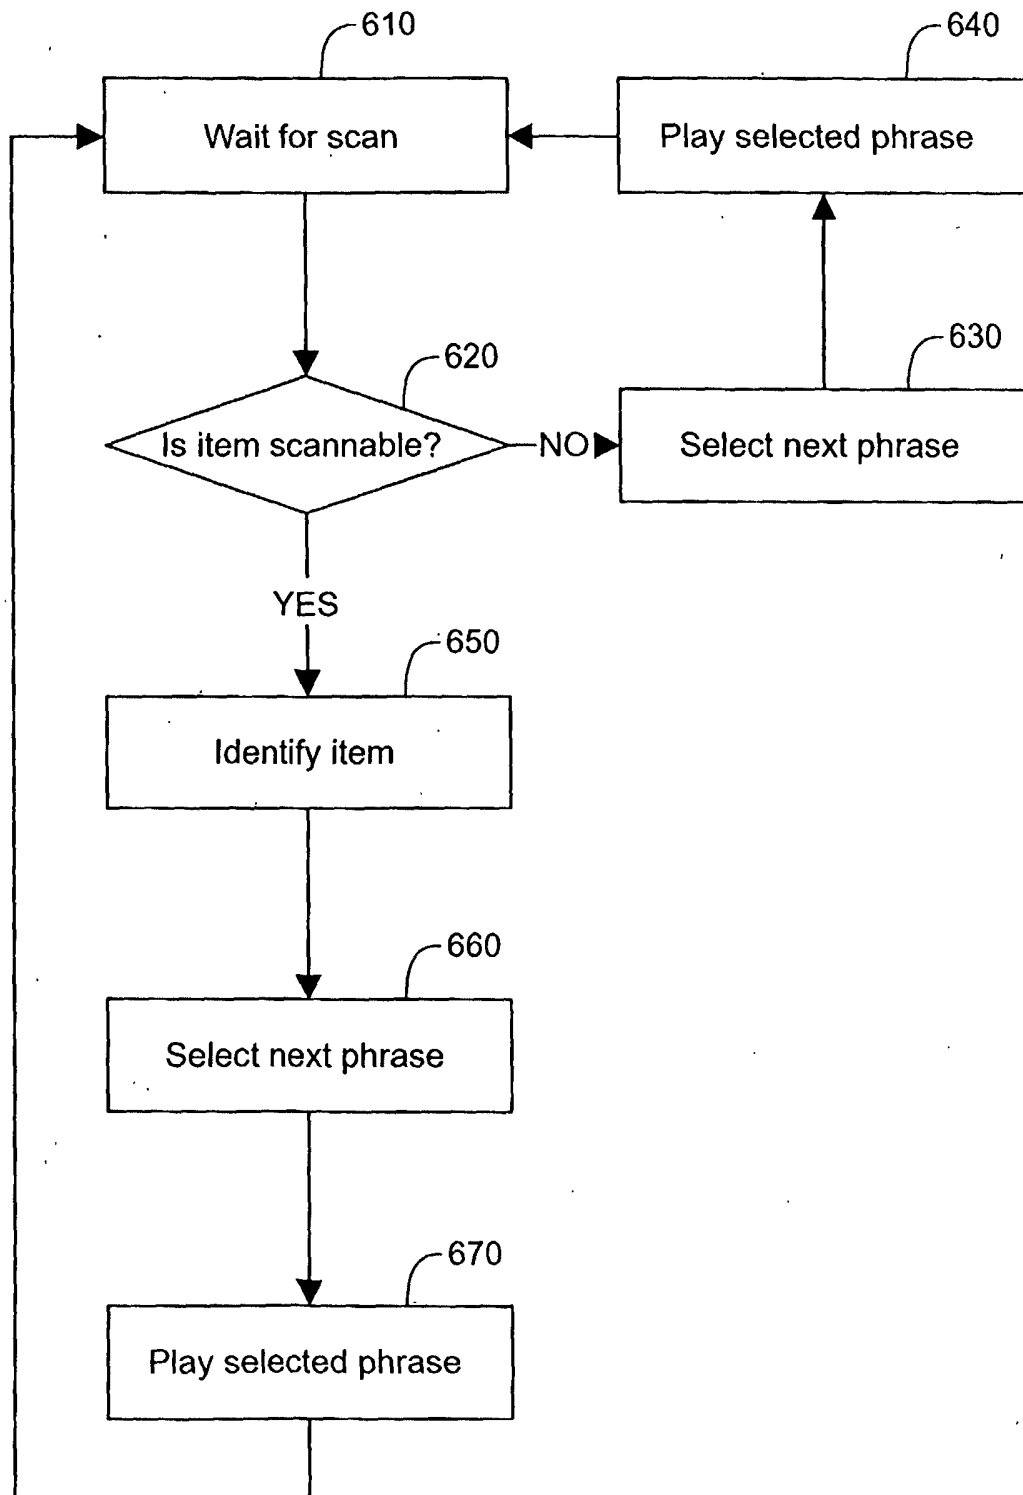 610
640
Wait for scan
Play selected phrase
620
630
Is item scannable?
NO
Select next phrase
YES
650
Identify item
660
Select next phrase
670
Play selected phrase